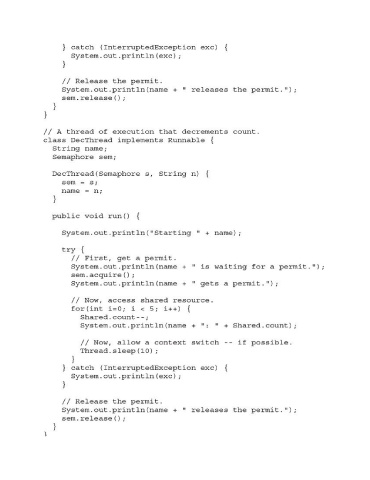 } catch (InterruptedException exc) {
System.out.println(exc);
}
// Release the permit.
System.out.println(name + " releases the permit.");
sem.release();
}
}
// A thread of execution that decrements count.
class DecThread implements Runnable {
String name;
Semaphore sem;
DecThread(Semaphore s, String n) {
sem = s;
name = n;
}
public void run() {
System.out.println("Starting " + name);
try {
// First, get a permit.
System.out.println(name + " is waiting for a permit.");
sem.acquire();
System.out.println(name + " gets a permit.");
// Now, access shared resource.
for(int i=0; i < 5; i++) {
Shared.count--;
System.out.println(name + ": " + Shared.count);
// Now, allow a context switch -- if possible.
Thread.sleep(10);
}
} catch (InterruptedException exc) {
System.out.println(exc);
}
// Release the permit.
System.out.println(name + " releases the permit.");
sem.release();
}
}